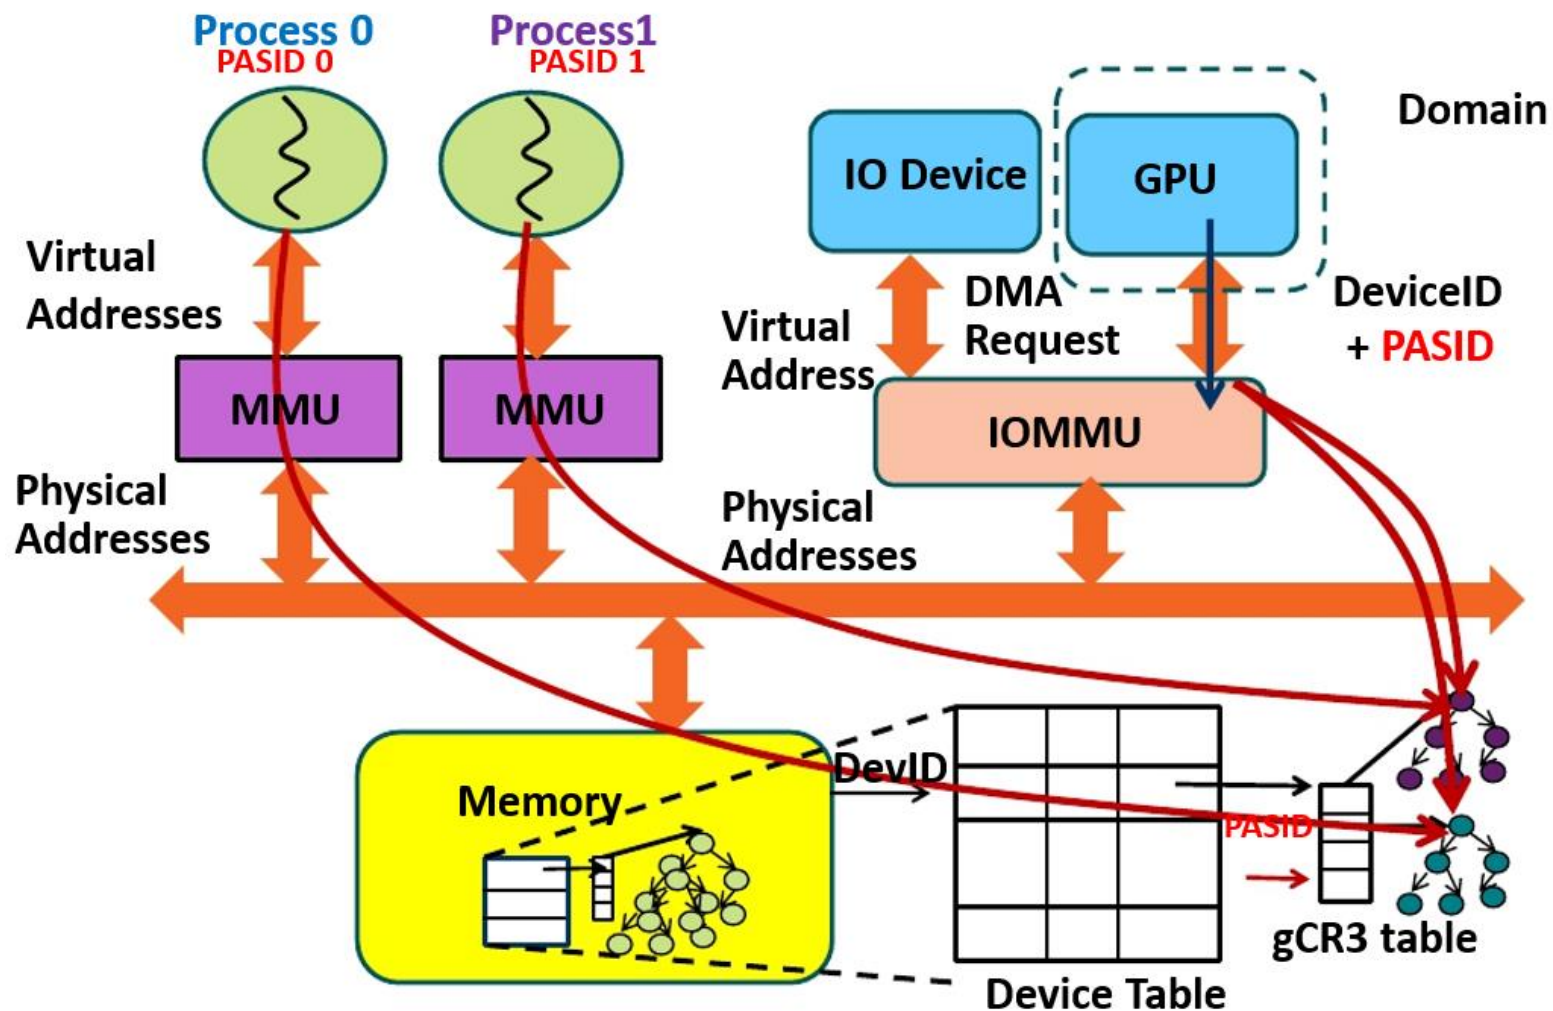 Process 0
PASID 0
Process1
PASID 1
Domain
IO Device
GPU
Virtual
Addresses
DMA
Request
DeviceID
+ PASID
Virtual
Address
MMU
MMU
IOMMU
Physical
Addresses
Physical
Addresses
DevID
Memory
PASID
gCR3 table
Device Table